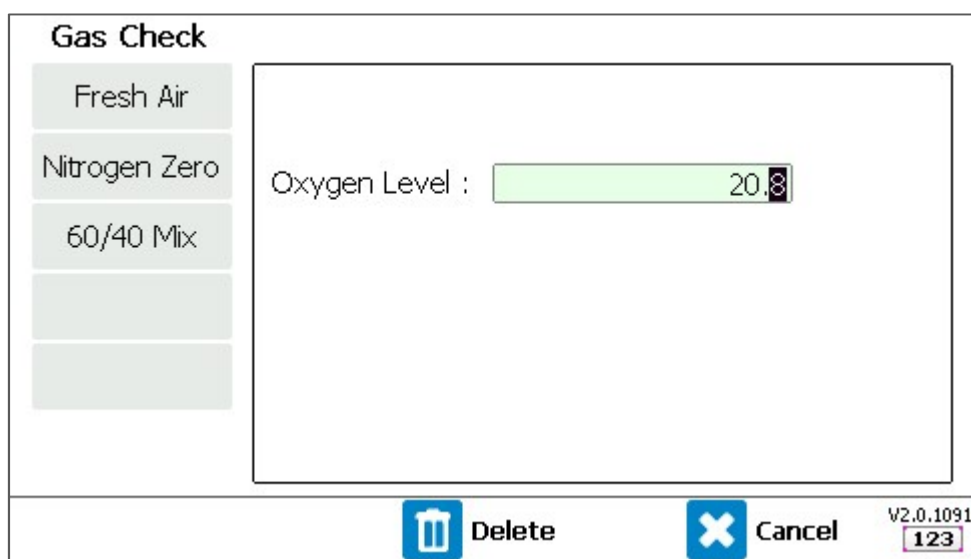 Gas Check
Fresh Air
Nitrogen Zero
60/40 Mix
Oxygen Level : 20.8
Delete
Cancel
V2.0.1091
123